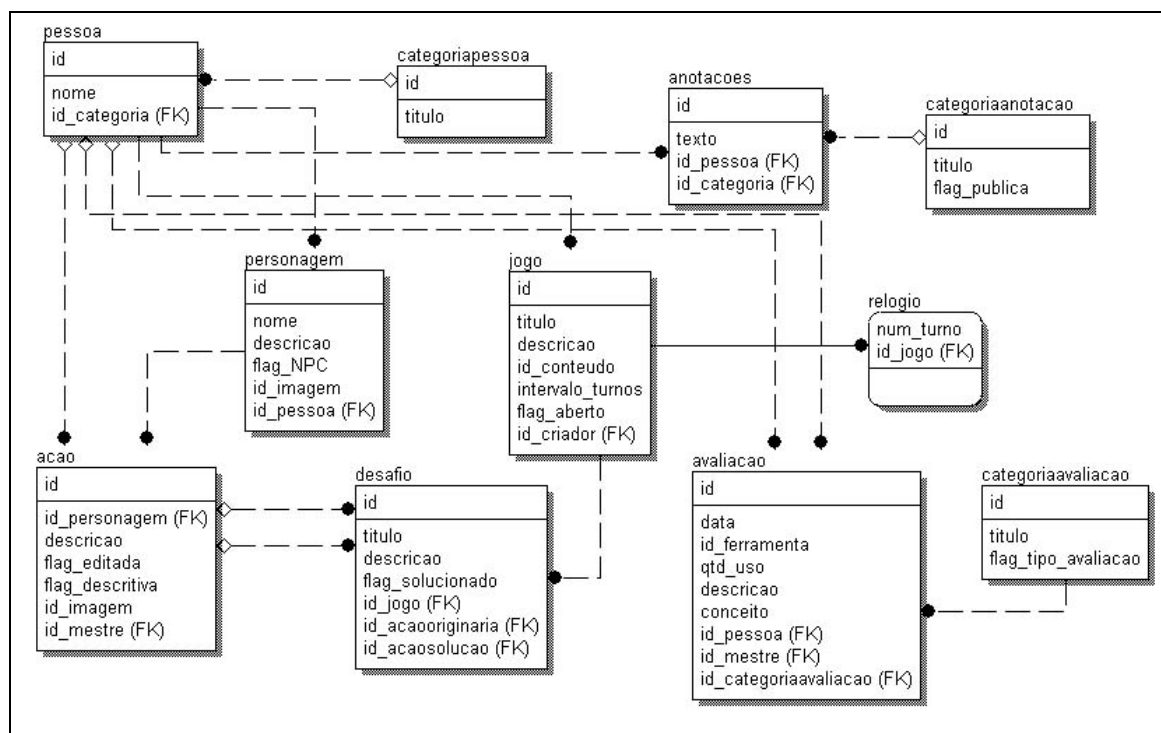 pessoa
id
nome
id_categoria (FK)
categoriapessoa
id
titulo
anotacoes
id
texto
id_pessoa (FK)
id_categoria (FK)
categoriaanotacao
id
titulo
flag_publica
personagem
id
nome
descricao
flag_NPC
id_imagem
id_pessoa (FK)
jogo
id
titulo
descricao
id_conteudo
intervalo_turnos
flag_aberto
id_criador (FK)
relogio
num_turno
id_jogo (FK)
acao
id
id_personagem (FK)
descricao
flag_editada
flag_descritiva
id_imagem
id_mestre (FK)
desafio
id
titulo
descricao
flag_solucionado
id_jogo (FK)
id_acaooriginaria (FK)
id_acaosolucao (FK)
avaliacao
id
data
id_ferramenta
qtd_uso
descricao
conceito
id_pessoa (FK)
id_mestre (FK)
id_categoriaavaliacao (FK)
categoriaavaliacao
id
titulo
flag_tipo_avaliacao